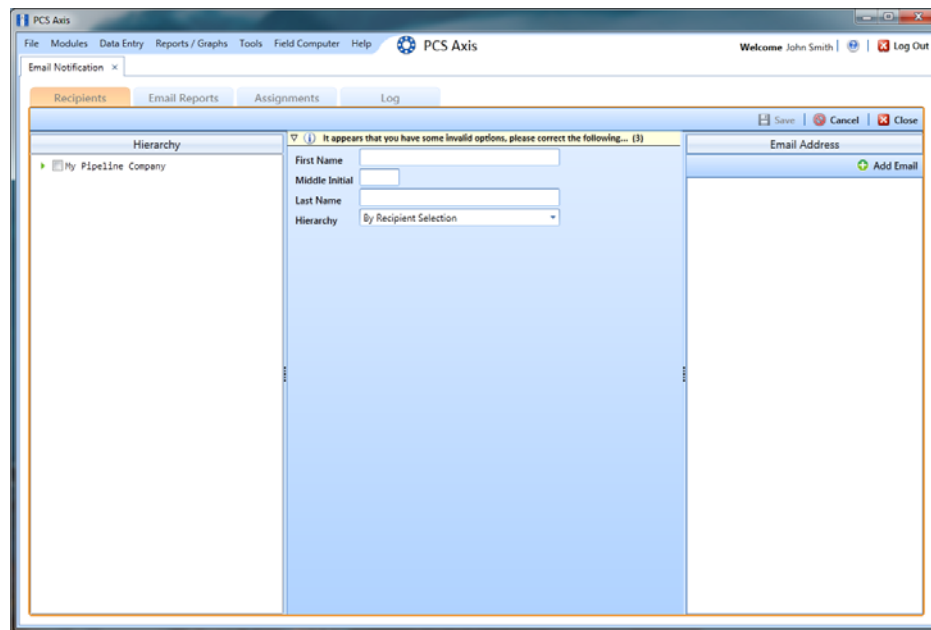 PCS Axis
File Modules Data Entry Reports / Graphs Tools Field Computer Help PCS Axis Welcome John Smith Log Out
Email Notification ×
Recipients Email Reports Assignments Log
Save Cancel Close
Hierarchy
It appears that you have some invalid options, please correct the following... (3)
Email Address
My Pipeline Company
First Name
Add Email
Middle Initial
Last Name
Hierarchy By Recipient Selection